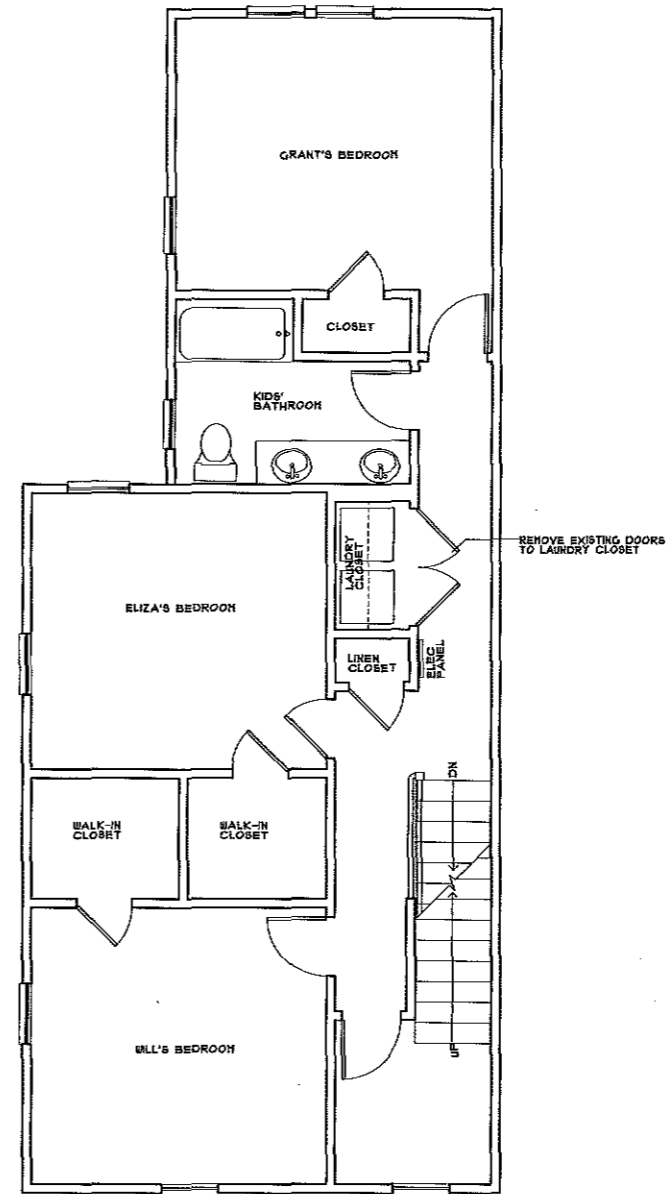 GRANT'S BEDROOM
CLOSET
KIDS'
BATHROOM
REMOVE EXISTING DOORS
TO LAUNDRY CLOSET
LAUNDRY
CLOSET
ELIZA'S BEDROOM
LINEN
CLOSET
ELEC
PANEL
DN
WALK-IN
CLOSET
WALK-IN
CLOSET
WILL'S BEDROOM
UP